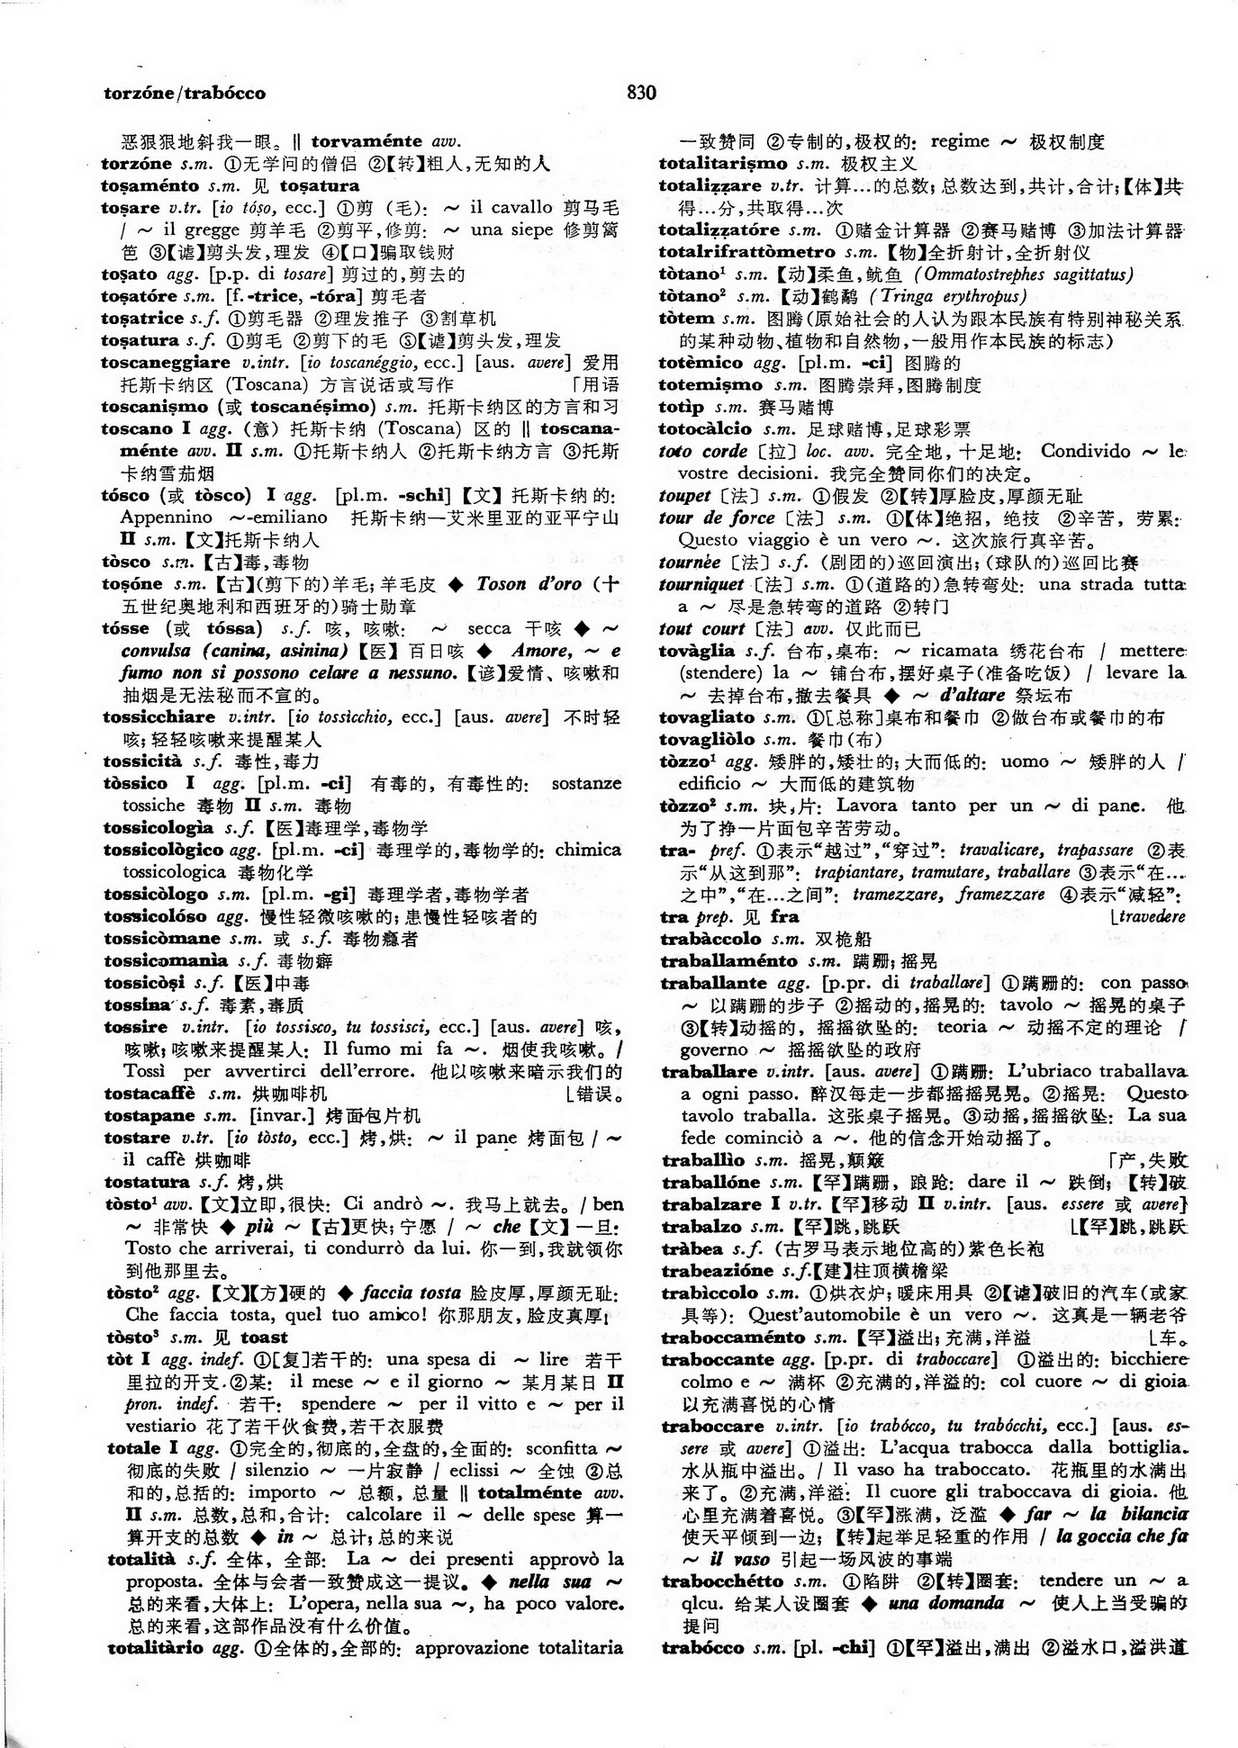 torzóne/trabócco
830
恶狠狠地斜我一眼。‖ torvaménte avv.
torzóne s.m. ①无学问的僧侣 ②【转】粗人,无知的人
toṣaménto s.m. 见 toṣatura
toṣare v.tr. [io tóṣo, ecc.] ①剪 (毛): ～ il cavallo 剪马毛
/ ～ il gregge 剪羊毛 ②剪平,修剪: ～ una siepe 修剪篱
笆 ③【谑】剪头发,理发 ④【口】骗取钱财
toṣato agg. [p.p. di tosare] 剪过的,剪去的
toṣatóre s.m. [f. -trice, -tóra] 剪毛者
toṣatrice s.f. ①剪毛器 ②理发推子 ③割草机
toṣatura s.f. ①剪毛 ②剪下的毛 ③【谑】剪头发,理发
toscaneggiare v.intr. [io toscanéggio, ecc.] [aus. avere] 爱用
托斯卡纳区 (Toscana) 方言说话或写作 「用语
toscaniṣmo (或 toscanéṣimo) s.m. 托斯卡纳区的方言和习
toscano I agg. (意) 托斯卡纳 (Toscana) 区的 ‖ toscana-
ménte avv. II s.m. ①托斯卡纳人 ②托斯卡纳方言 ③托斯
卡纳雪茄烟
tósco (或 tòsco) I agg. [pl.m. -schi] 【文】 托斯卡纳的:
Appennino ～-emiliano 托斯卡纳—艾米里亚的亚平宁山
II s.m. 【文】托斯卡纳人
tòsco s.m. 【古】毒,毒物
toṣóne s.m. 【古】(剪下的)羊毛; 羊毛皮 ◆ Toson d'oro (十
五世纪奥地利和西班牙的)骑士勋章
tósse (或 tóssa) s.f. 咳, 咳嗽: ～ secca 干咳 ◆ ～
convulsa (canina, asinina) 【医】 百日咳 ◆ Amore, ～ e
fumo non si possono celare a nessuno. 【谚】爱情、咳嗽和
抽烟是无法秘而不宣的。
tossicchiare v.intr. [io tossìcchio, ecc.] [aus. avere] 不时轻
咳; 轻轻咳嗽来提醒某人
tossicità s.f. 毒性,毒力
tòssico I agg. [pl.m. -ci] 有毒的, 有毒性的: sostanze
tossiche 毒物 II s.m. 毒物
tossicologìa s.f. 【医】毒理学,毒物学
tossicològico agg. [pl.m. -ci] 毒理学的,毒物学的: chimica
tossicologica 毒物化学
tossicòlogo s.m. [pl.m. -gi] 毒理学者,毒物学者
tossicolóso agg. 慢性轻微咳嗽的; 患慢性轻咳者的
tossicòmane s.m. 或 s.f. 毒物瘾者
tossicomanìa s.f. 毒物癖
tossicòṣi s.f. 【医】中毒
tossina s.f. 毒素,毒质
tossire v.intr. [io tossisco, tu tossisci, ecc.] [aus. avere] 咳,
咳嗽; 咳嗽来提醒某人: Il fumo mi fa ～. 烟使我咳嗽。/
Tossì per avvertirci dell'errore. 他以咳嗽来暗示我们的
tostacaffè s.m. 烘咖啡机 ⌊错误。
tostapane s.m. [invar.] 烤面包片机
tostare v.tr. [io tòsto, ecc.] 烤,烘: ～ il pane 烤面包 / ～
il caffè 烘咖啡
tostatura s.f. 烤,烘
tòsto¹ avv. 【文】立即,很快: Ci andrò ～. 我马上就去。/ ben
～ 非常快 ◆ più ～ 【古】更快; 宁愿 / ～ che 【文】一旦:
Tosto che arriverai, ti condurrò da lui. 你一到,我就领你
到他那里去。
tòsto² agg. 【文】【方】硬的 ◆ faccia tosta 脸皮厚,厚颜无耻:
Che faccia tosta, quel tuo amico! 你那朋友,脸皮真厚!
tòsto³ s.m. 见 toast
tòt I agg. indef. ①[复]若干的: una spesa di ～ lire 若干
里拉的开支.②某: il mese ～ e il giorno ～ 某月某日 II
pron. indef. 若干: spendere ～ per il vitto e ～ per il
vestiario 花了若干伙食费,若干衣服费
totale I agg. ①完全的,彻底的,全盘的,全面的: sconfitta ～
彻底的失败 / silenzio ～ 一片寂静 / eclissi ～ 全蚀 ②总
和的,总括的: importo ～ 总额, 总量 ‖ totalménte avv.
II s.m. 总数,总和,合计: calcolare il ～ delle spese 算一
算开支的总数 ◆ in ～ 总计; 总的来说
totalità s.f. 全体, 全部: La ～ dei presenti approvò la
proposta. 全体与会者一致赞成这一提议。◆ nella sua ～
总的来看,大体上: L'opera, nella sua ～, ha poco valore.
总的来看,这部作品没有什么价值。
totalitàrio agg. ①全体的,全部的: approvazione totalitaria
一致赞同 ②专制的,极权的: regime ～ 极权制度
totalitariṣmo s.m. 极权主义
totaliẓẓare v.tr. 计算…的总数; 总数达到,共计,合计;【体】共
得…分,共取得…次
totaliẓẓatóre s.m. ①赌金计算器 ②赛马赌博 ③加法计算器
totalrifrattòmetro s.m. 【物】全折射计,全折射仪
tòtano¹ s.m. 【动】柔鱼,鱿鱼 (Ommatostrephes sagittatus)
tòtano² s.m. 【动】鹤鹬 (Tringa erythropus)
tòtem s.m. 图腾(原始社会的人认为跟本民族有特别神秘关系
的某种动物、植物和自然物,一般用作本民族的标志)
totèmico agg. [pl.m. -ci] 图腾的
totemiṣmo s.m. 图腾崇拜,图腾制度
totìp s.m. 赛马赌博
totocàlcio s.m. 足球赌博,足球彩票
toto corde 〔拉〕 loc. avv. 完全地, 十足地: Condivido ～ le
vostre decisioni. 我完全赞同你们的决定。
toupet 〔法〕 s.m. ①假发 ②【转】厚脸皮,厚颜无耻
tour de force 〔法〕 s.m. ①【体】绝招, 绝技 ②辛苦, 劳累:
Questo viaggio è un vero ～. 这次旅行真辛苦。
tournée 〔法〕 s.f. (剧团的)巡回演出; (球队的)巡回比赛
tourniquet 〔法〕 s.m. ①(道路的)急转弯处: una strada tutta
a ～ 尽是急转弯的道路 ②转门
tout court 〔法〕 avv. 仅此而已
tovàglia s.f. 台布,桌布: ～ ricamata 绣花台布 / mettere
(stendere) la ～ 铺台布,摆好桌子(准备吃饭) / levare la
～ 去掉台布,撤去餐具 ◆ ～ d'altare 祭坛布
tovagliato s.m. ①[总称]桌布和餐巾 ②做台布或餐巾的布
tovagliòlo s.m. 餐巾(布)
tòzzo¹ agg. 矮胖的,矮壮的; 大而低的: uomo ～ 矮胖的人 /
edificio ～ 大而低的建筑物
tòzzo² s.m. 块,片: Lavora tanto per un ～ di pane. 他
为了挣一片面包辛苦劳动。
tra- pref. ①表示“越过”,“穿过”: travalicare, trapassare ②表
示“从这到那”: trapiantare, tramutare, traballare ③表示“在…
之中”,“在…之间”: tramezzare, framezzare ④表示“减轻”:
tra prep. 见 fra ⌊travedere
trabàccolo s.m. 双桅船
traballaménto s.m. 蹒跚; 摇晃
traballante agg. [p.pr. di traballare] ①蹒跚的: con passo
～ 以蹒跚的步子 ②摇动的,摇晃的: tavolo ～ 摇晃的桌子
③【转】动摇的, 摇摇欲坠的: teoria ～ 动摇不定的理论 /
governo ～ 摇摇欲坠的政府
traballare v.intr. [aus. avere] ①蹒跚: L'ubriaco traballava
a ogni passo. 醉汉每走一步都摇摇晃晃。②摇晃: Questo
tavolo traballa. 这张桌子摇晃。③动摇,摇摇欲坠: La sua
fede cominciò a ～. 他的信念开始动摇了。
traballìo s.m. 摇晃,颠簸 「产,失败
traballóne s.m. 【罕】蹒跚, 踉跄: dare il ～ 跌倒; 【转】破
trabalzare I v.tr. 【罕】移动 II v.intr. [aus. essere 或 avere]
trabalzo s.m. 【罕】跳,跳跃 ⌊【罕】跳,跳跃
tràbea s.f. (古罗马表示地位高的)紫色长袍
trabeazióne s.f.【建】柱顶横檐梁
trabìccolo s.m. ①烘衣炉; 暖床用具 ②【谑】破旧的汽车(或家
具等): Quest'automobile è un vero ～. 这真是一辆老爷
traboccaménto s.m. 【罕】溢出; 充满,洋溢 ⌊车。
traboccante agg. [p.pr. di traboccare] ①溢出的: bicchiere
colmo e ～ 满杯 ②充满的,洋溢的: col cuore ～ di gioia
以充满喜悦的心情
traboccare v.intr. [io trabócco, tu trabócchi, ecc.] [aus. es-
sere 或 avere] ①溢出: L'acqua trabocca dalla bottiglia.
水从瓶中溢出。/ Il vaso ha traboccato. 花瓶里的水满出
来了。②充满,洋溢: Il cuore gli traboccava di gioia. 他
心里充满着喜悦。③【罕】涨满, 泛滥 ◆ far ～ la bilancia
使天平倾到一边; 【转】起举足轻重的作用 / la goccia che fa
～ il vaso 引起一场风波的事端
trabocchétto s.m. ①陷阱 ②【转】圈套: tendere un ～ a
qlcu. 给某人设圈套 ◆ una domanda ～ 使人上当受骗的
提问
trabócco s.m. [pl. -chi] ①【罕】溢出,满出 ②溢水口,溢洪道